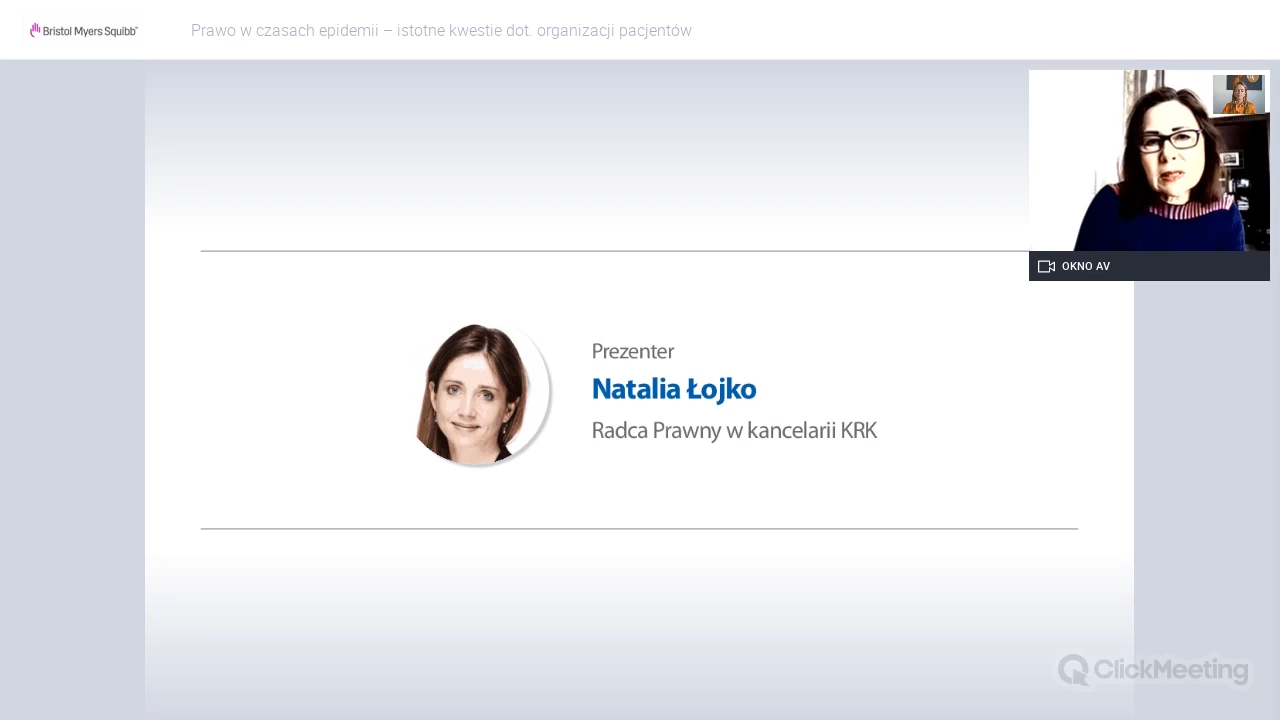 Bristol Myers Squibb™
Prawo w czasach epidemii – istotne kwestie dot. organizacji pacjentów
OKNO AV
Prezenter
Natalia Łojko
Radca Prawny w kancelarii KRK
ClickMeeting